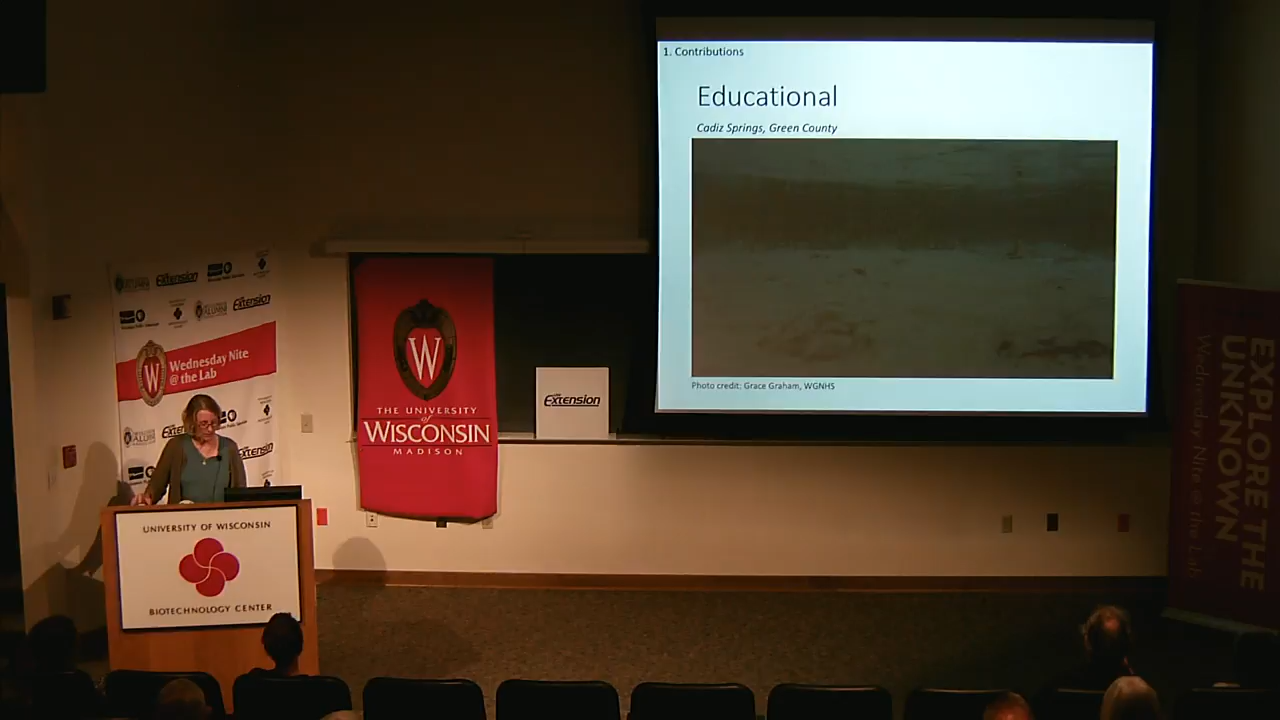 1. Contributions
Educational
Cadiz Springs, Green County
Photo credit: Grace Graham, WGNHS
Extension
Extension
Wednesday Nite
@ the Lab
W
THE UNIVERSITY
of
WISCONSIN
MADISON
Extension
UNIVERSITY OF WISCONSIN
BIOTECHNOLOGY CENTER
EXPLORE THE
UNKNOWN
Wednesday Nite @ the Lab